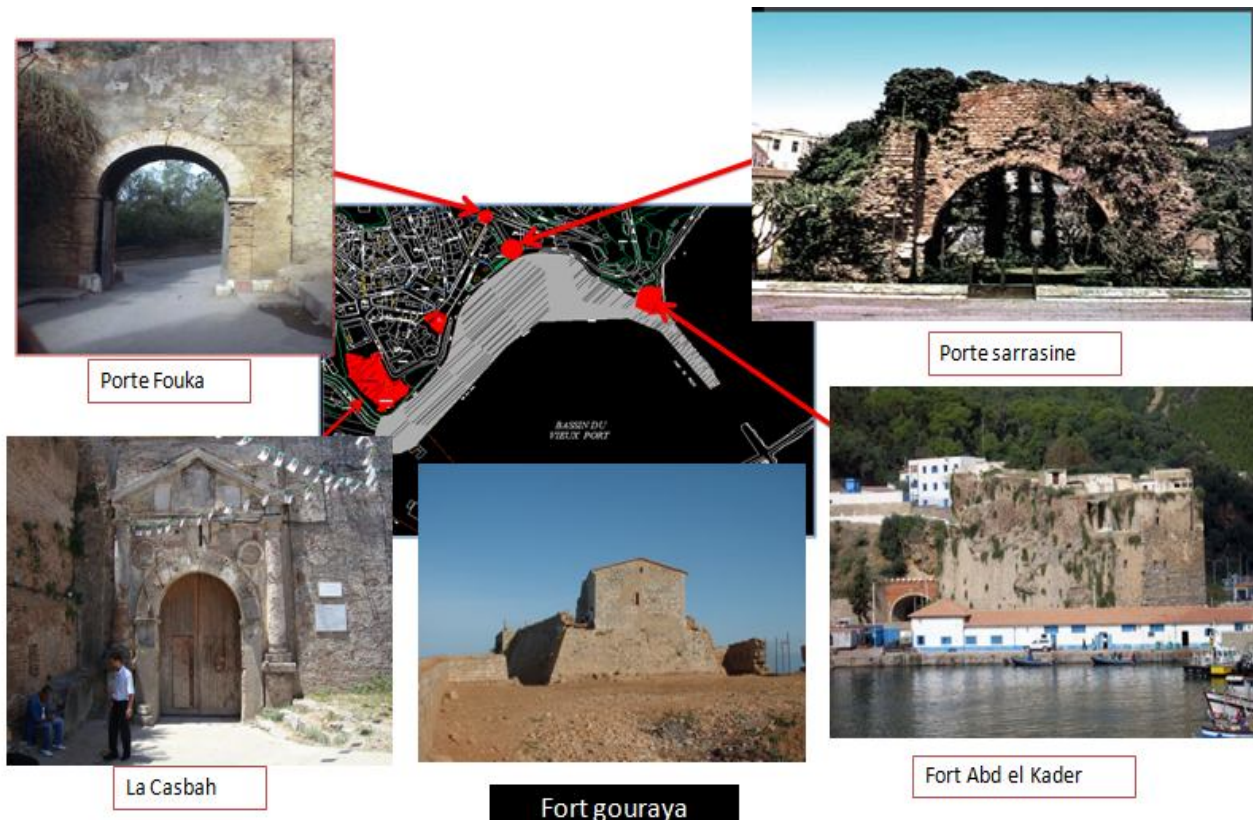 Porte Fouka
Porte sarrasine
BASSIN DU
VIEUX PORT
La Casbah
Fort gouraya
Fort Abd el Kader